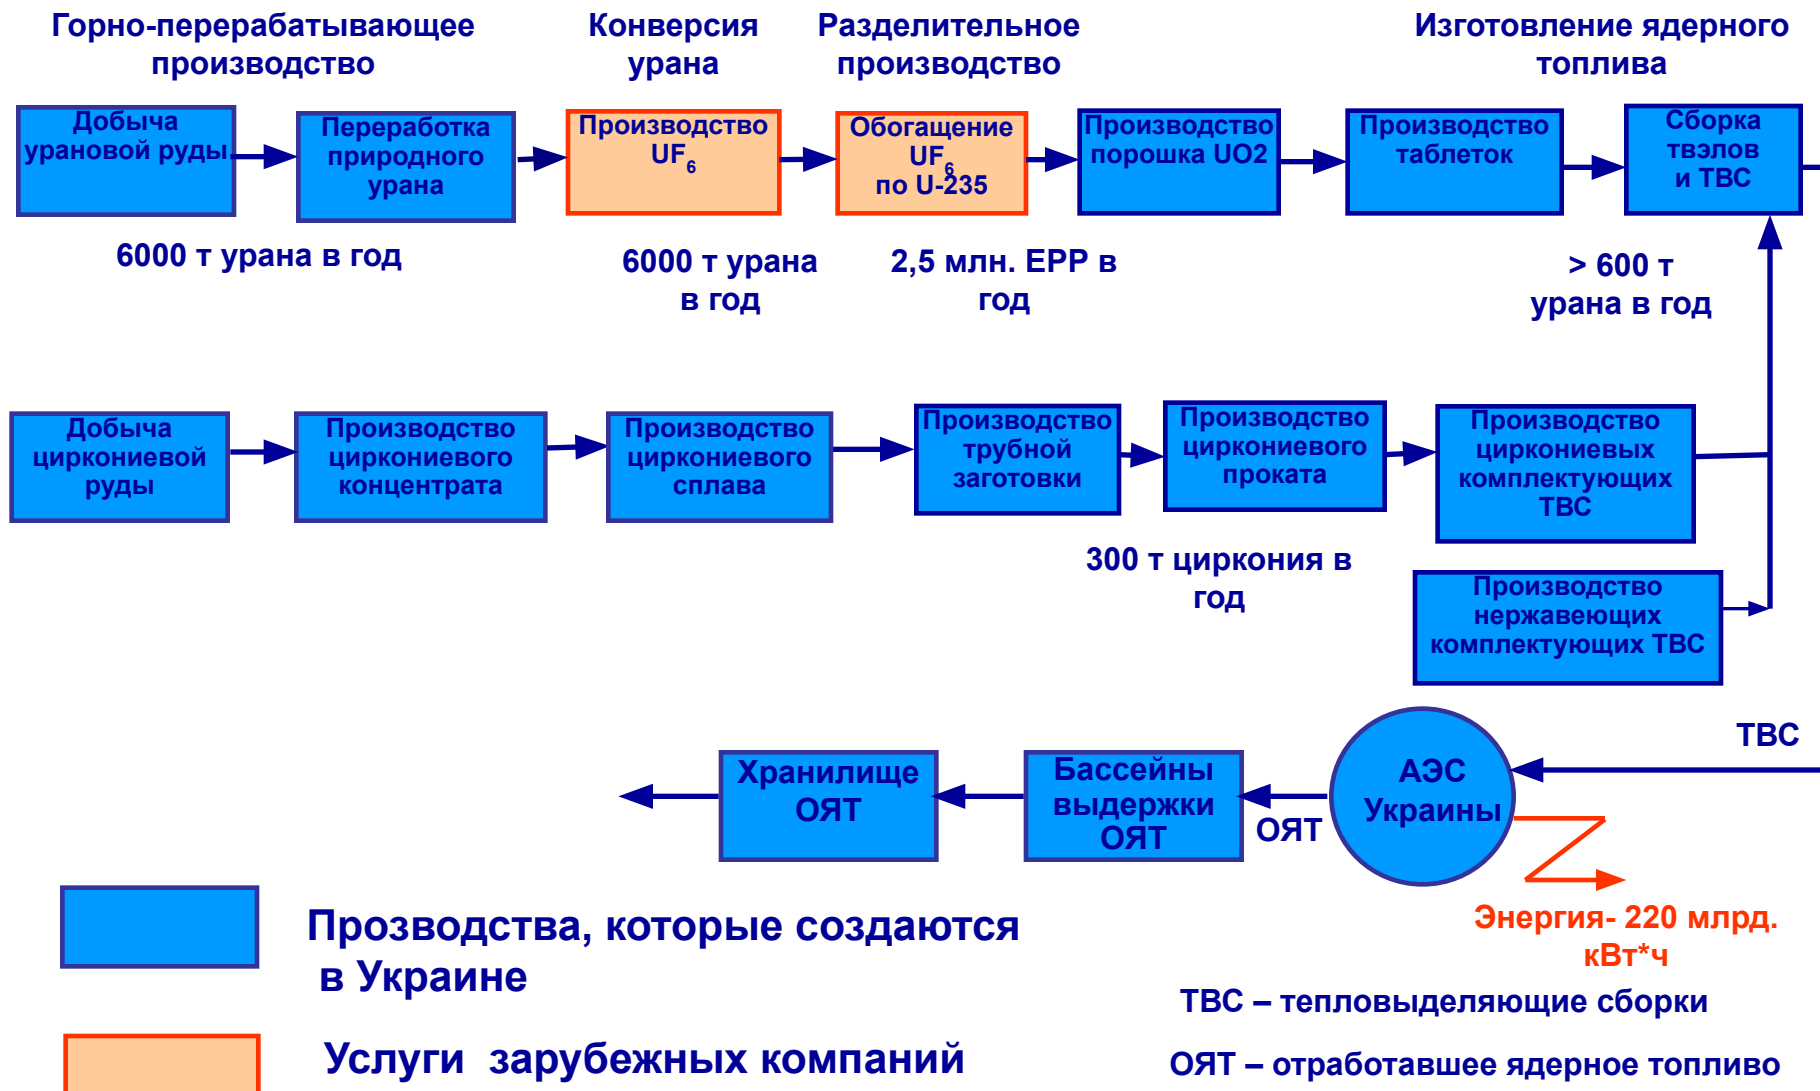 Горно-перерабатывающее
производство
Конверсия
урана
Разделительное
производство
Изготовление ядерного
топлива
Добыча
урановой руды
Переработка
природного
урана
Производство
UF6
Обогащение
UF6
по U-235
Производство
порошка UO2
Производство
таблеток
Сборка
твэлов
и ТВС
6000 т урана в год
6000 т урана
в год
2,5 млн. ЕРР в
год
> 600 т
урана в год
Добыча
циркониевой
руды
Производство
циркониевого
концентрата
Производство
циркониевого
сплава
Производство
трубной
заготовки
Производство
циркониевого
проката
Производство
циркониевых
комплектующих
ТВС
300 т циркония в
год
Производство
нержавеющих
комплектующих ТВС
ТВС
АЭС
Украины
ОЯТ
Бассейны
выдержки
ОЯТ
Хранилище
ОЯТ
Энергия- 220 млрд.
кВт*ч
Прозводства, которые создаются
в Украине
Услуги зарубежных компаний
ТВС – тепловыделяющие сборки
ОЯТ – отработавшее ядерное топливо